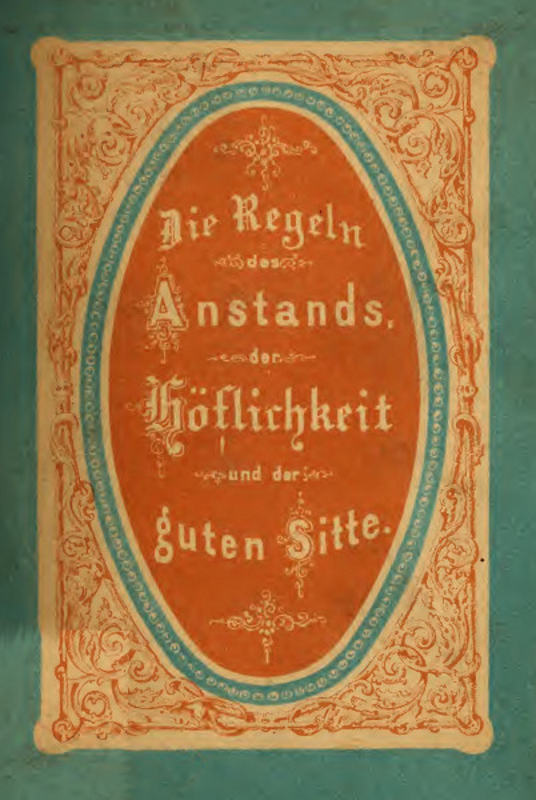 Die Regeln
des
Anstands,
der
Höflichkeit
und der
guten Sitte.